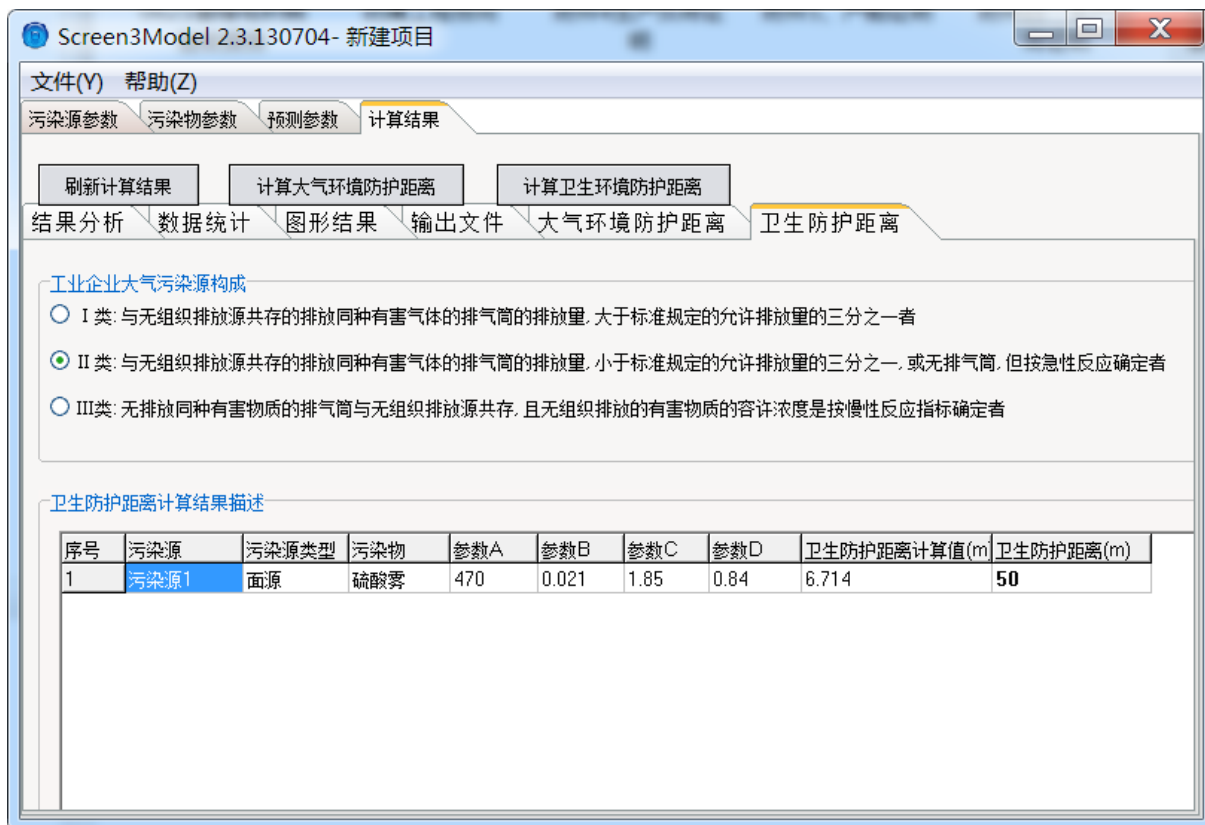 Screen3Model 2.3.130704- 新建项目
文件(Y) 帮助(Z)
污染源参数 污染物参数 预测参数 计算结果
刷新计算结果 计算大气环境防护距离 计算卫生环境防护距离
结果分析 数据统计 图形结果 输出文件 大气环境防护距离 卫生防护距离
工业企业大气污染源构成
I 类: 与无组织排放源共存的排放同种有害气体的排气筒的排放量, 大于标准规定的允许排放量的三分之一者
II 类: 与无组织排放源共存的排放同种有害气体的排气筒的排放量, 小于标准规定的允许排放量的三分之一, 或无排气筒, 但按急性反应确定者
III类: 无排放同种有害物质的排气筒与无组织排放源共存, 且无组织排放的有害物质的容许浓度是按慢性反应指标确定者
卫生防护距离计算结果描述
序号 污染源 污染源类型 污染物 参数A 参数B 参数C 参数D 卫生防护距离计算值(m 卫生防护距离(m)
1 污染源1 面源 硫酸雾 470 0.021 1.85 0.84 6.714 50